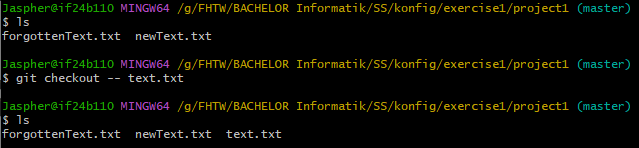 Jaspher@if24b110 MINGW64 /g/FHTW/BACHELOR Informatik/SS/konfig/exercise1/project1 (master)
$ ls
forgottenText.txt  newText.txt

Jaspher@if24b110 MINGW64 /g/FHTW/BACHELOR Informatik/SS/konfig/exercise1/project1 (master)
$ git checkout -- text.txt

Jaspher@if24b110 MINGW64 /g/FHTW/BACHELOR Informatik/SS/konfig/exercise1/project1 (master)
$ ls
forgottenText.txt  newText.txt  text.txt